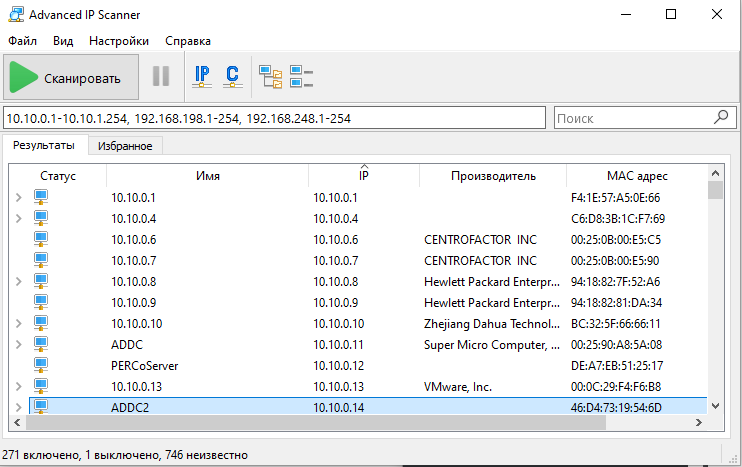 Advanced IP Scanner
Файл Вид Настройки Справка
Сканировать IP C
10.10.0.1-10.10.1.254, 192.168.198.1-254, 192.168.248.1-254 Поиск
Результаты Избранное
Статус Имя IP Производитель MAC адрес
10.10.0.1 10.10.0.1 F4:1E:57:A5:0E:66
10.10.0.4 10.10.0.4 C6:D8:3B:1C:F7:69
10.10.0.6 10.10.0.6 CENTROFACTOR INC 00:25:0B:00:E5:C5
10.10.0.7 10.10.0.7 CENTROFACTOR INC 00:25:0B:00:E5:90
10.10.0.8 10.10.0.8 Hewlett Packard Enterpr... 94:18:82:7F:52:A6
10.10.0.9 10.10.0.9 Hewlett Packard Enterpr... 94:18:82:81:DA:34
10.10.0.10 10.10.0.10 Zhejiang Dahua Technol... BC:32:5F:66:66:11
ADDC 10.10.0.11 Super Micro Computer, ... 00:25:90:A8:5A:08
PERCoServer 10.10.0.12 DE:A7:EB:51:25:17
10.10.0.13 10.10.0.13 VMware, Inc. 00:0C:29:F4:F6:B8
ADDC2 10.10.0.14 46:D4:73:19:54:6D
271 включено, 1 выключено, 746 неизвестно